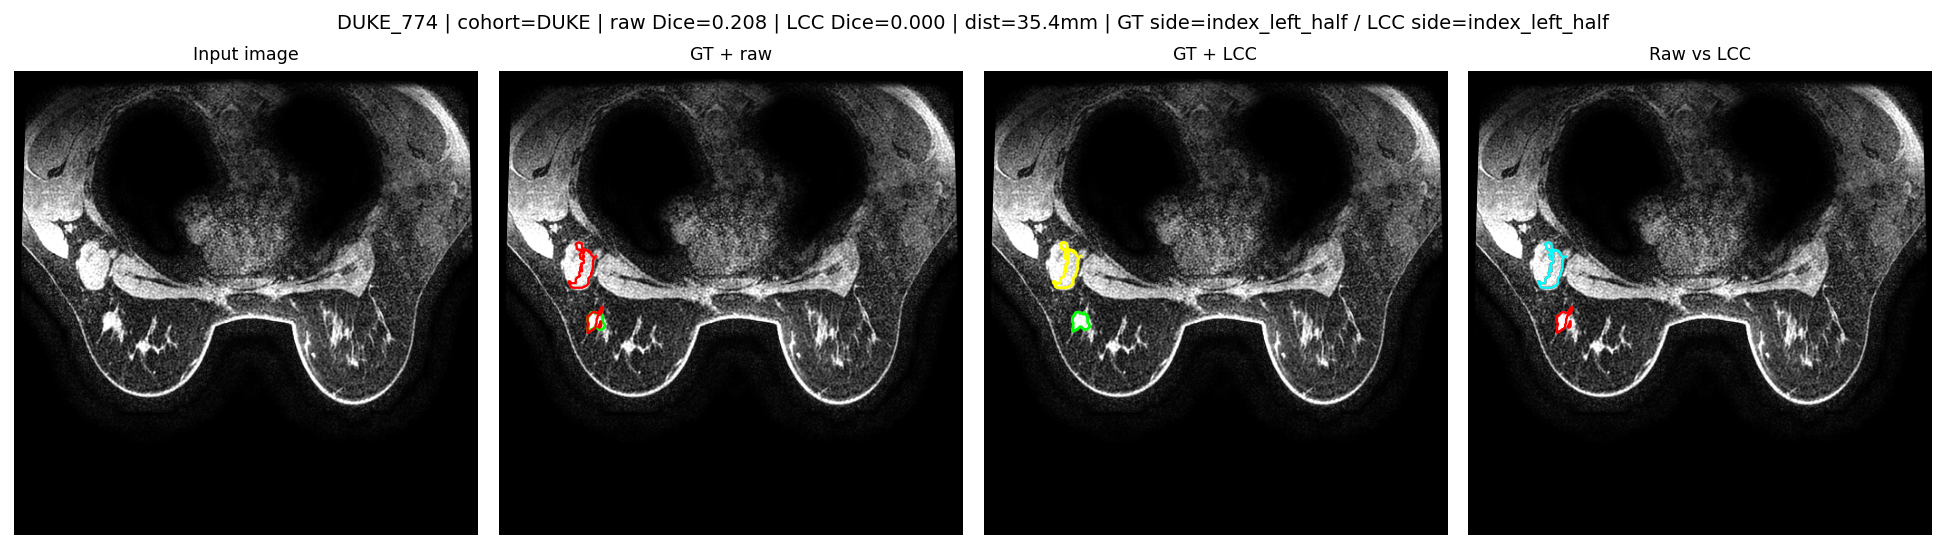 DUKE_774 | cohort=DUKE | raw Dice=0.208 | LCC Dice=0.000 | dist=35.4mm | GT side=index_left_half / LCC side=index_left_half
Input image
GT + raw
GT + LCC
Raw vs LCC